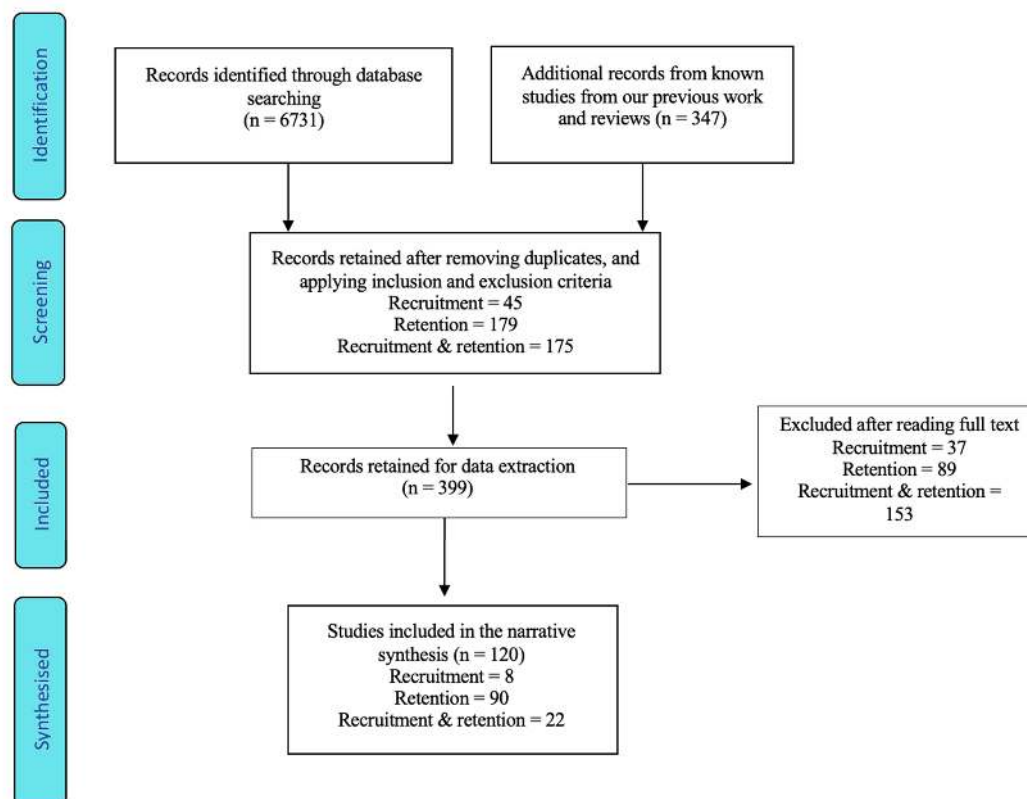 Identification
Records identified through database
searching
(n = 6731)
Additional records from known
studies from our previous work
and reviews (n = 347)
Screening
Records retained after removing duplicates, and
applying inclusion and exclusion criteria
Recruitment = 45
Retention = 179
Recruitment & retention = 175
Included
Records retained for data extraction
(n = 399)
Excluded after reading full text
Recruitment = 37
Retention = 89
Recruitment & retention =
153
Synthesised
Studies included in the narrative
synthesis (n = 120)
Recruitment = 8
Retention = 90
Recruitment & retention = 22